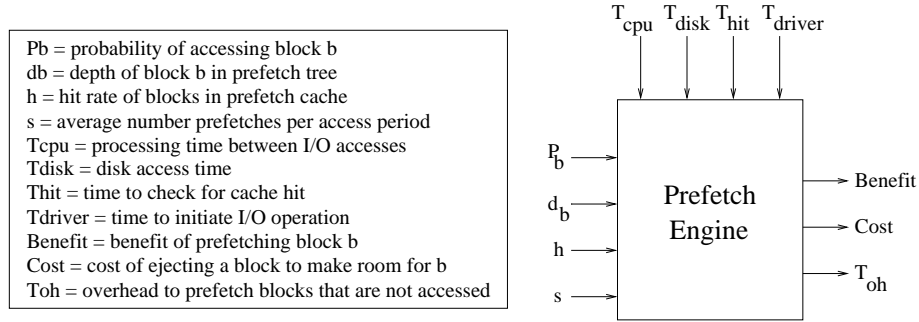 Pb = probability of accessing block b
db = depth of block b in prefetch tree
h = hit rate of blocks in prefetch cache
s = average number prefetches per access period
Tcpu = processing time between I/O accesses
Tdisk = disk access time
Thit = time to check for cache hit
Tdriver = time to initiate I/O operation
Benefit = benefit of prefetching block b
Cost = cost of ejecting a block to make room for b
Toh = overhead to prefetch blocks that are not accessed
T_cpu T_disk T_hit T_driver
P_b
d_b
h
s
Prefetch
Engine
Benefit
Cost
T_oh